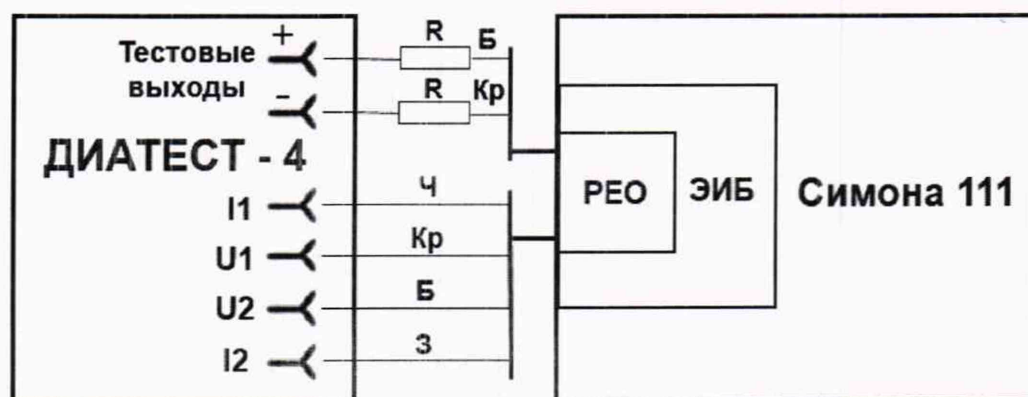 Тестовые выходы
+
-
ДИАТЕСТ - 4
I1
U1
U2
I2
R
Б
R
Кр
Ч
Кр
Б
З
РЕО
ЭИБ
Симона 111